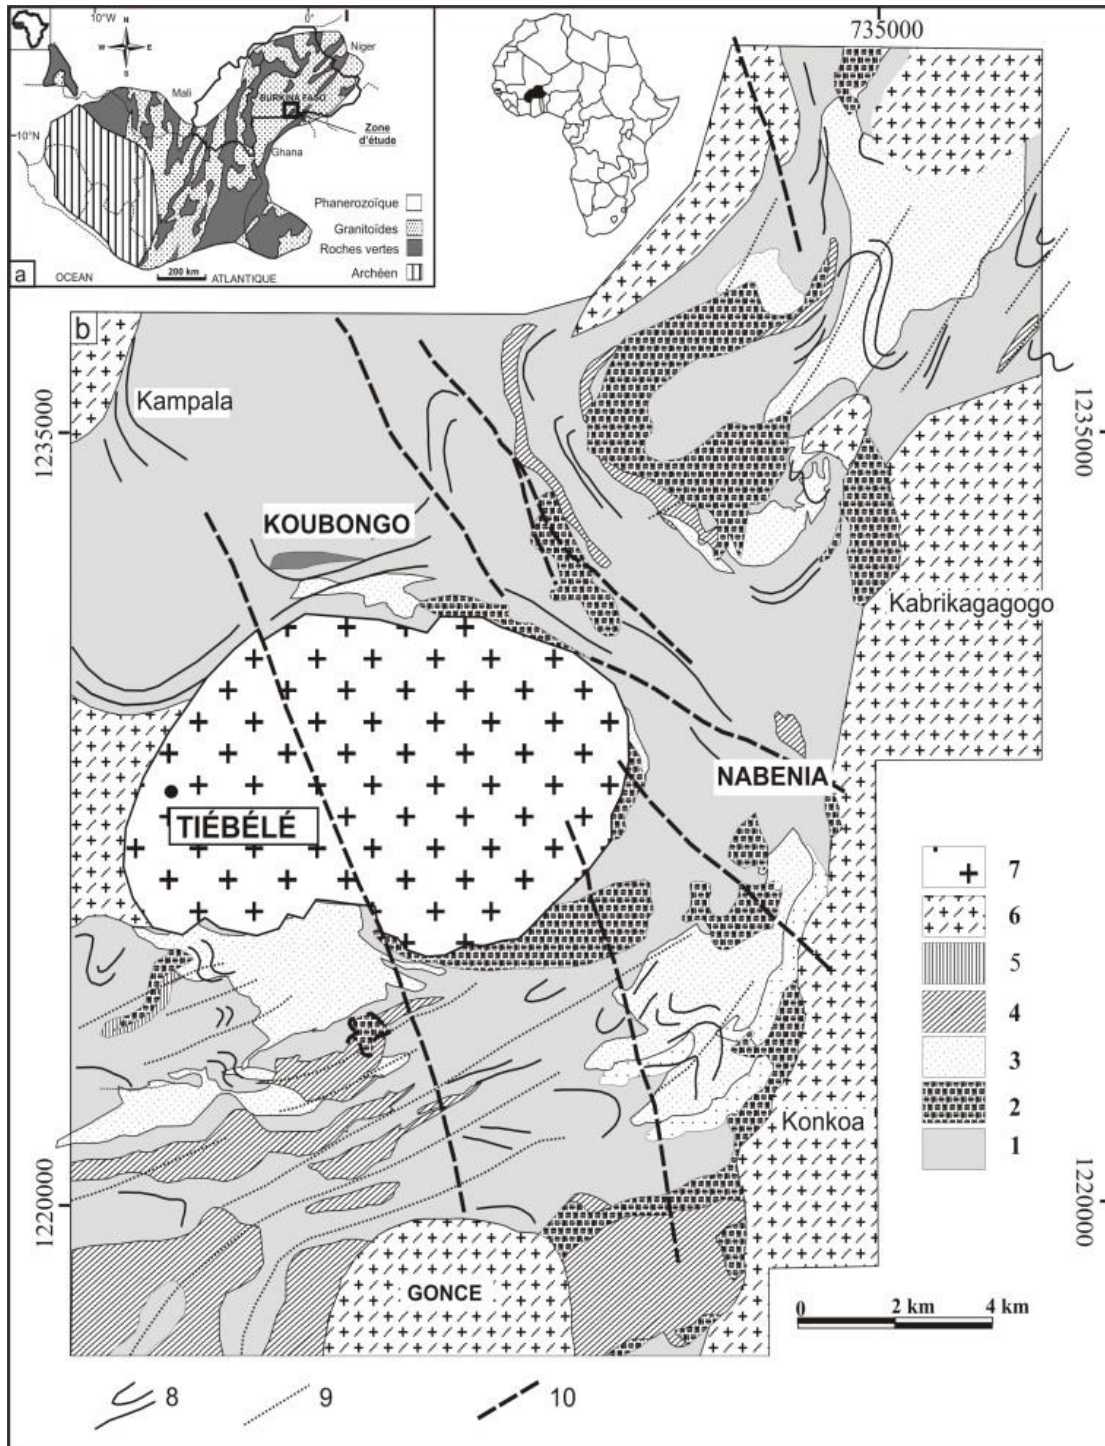 10°W
0°
I
N
W
E
S
Niger
Mali
BURKINA FASO
10°N
Zone
d'étude
Ghana
Phanerozoïque
Granitoïdes
Roches vertes
200 km
Archéen
a
OCEAN
ATLANTIQUE
735000
b
Kampala
1235000
1235000
KOUBONGO
Kabrikagagogo
NABENIA
TIÉBÉLÉ
7
6
5
4
3
2
1
Konkoa
1220000
1220000
GONCE
0
2 km
4 km
8
9
10